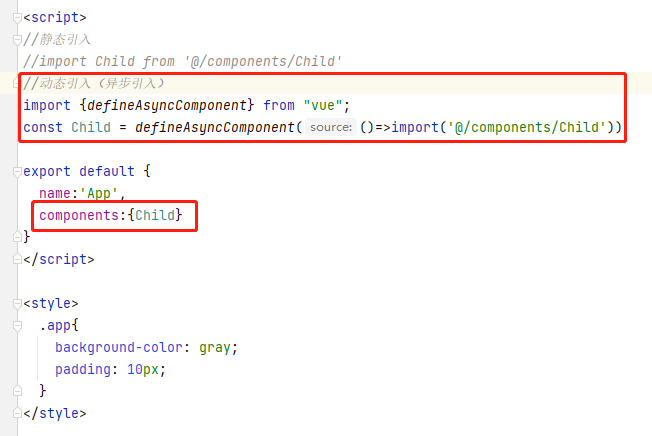 <script>
//静态引入
//import Child from '@/components/Child'
//动态引入（异步引入）
import {defineAsyncComponent} from "vue";
const Child = defineAsyncComponent( source: ()=>import('@/components/Child'))
export default {
name:'App',
components:{Child}
}
</script>
<style>
.app{
background-color: gray;
padding: 10px;
}
</style>